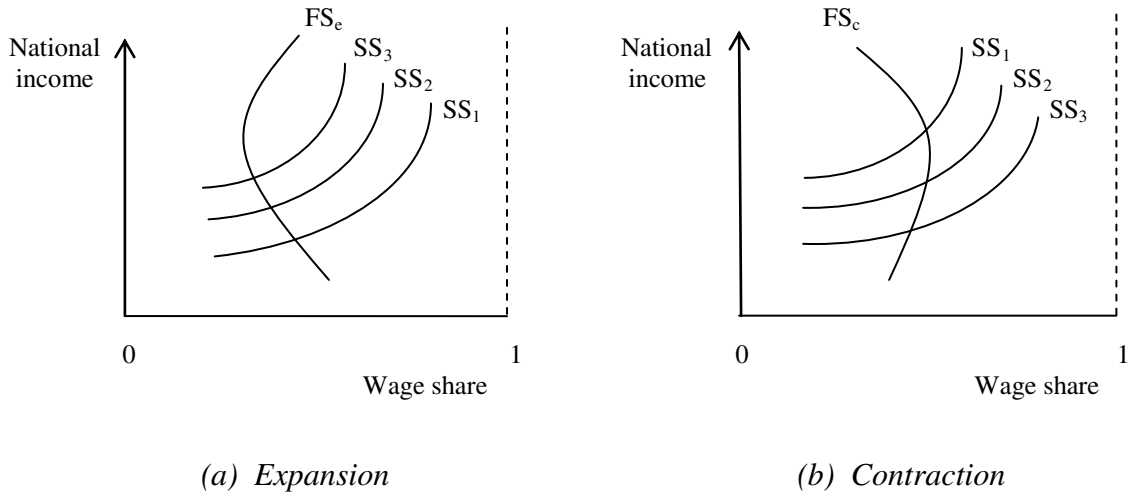 National
income
FSₑ
SS₃
SS₂
SS₁
0
1
Wage share
(a) Expansion
National
income
FS꜀
SS₁
SS₂
SS₃
0
1
Wage share
(b) Contraction